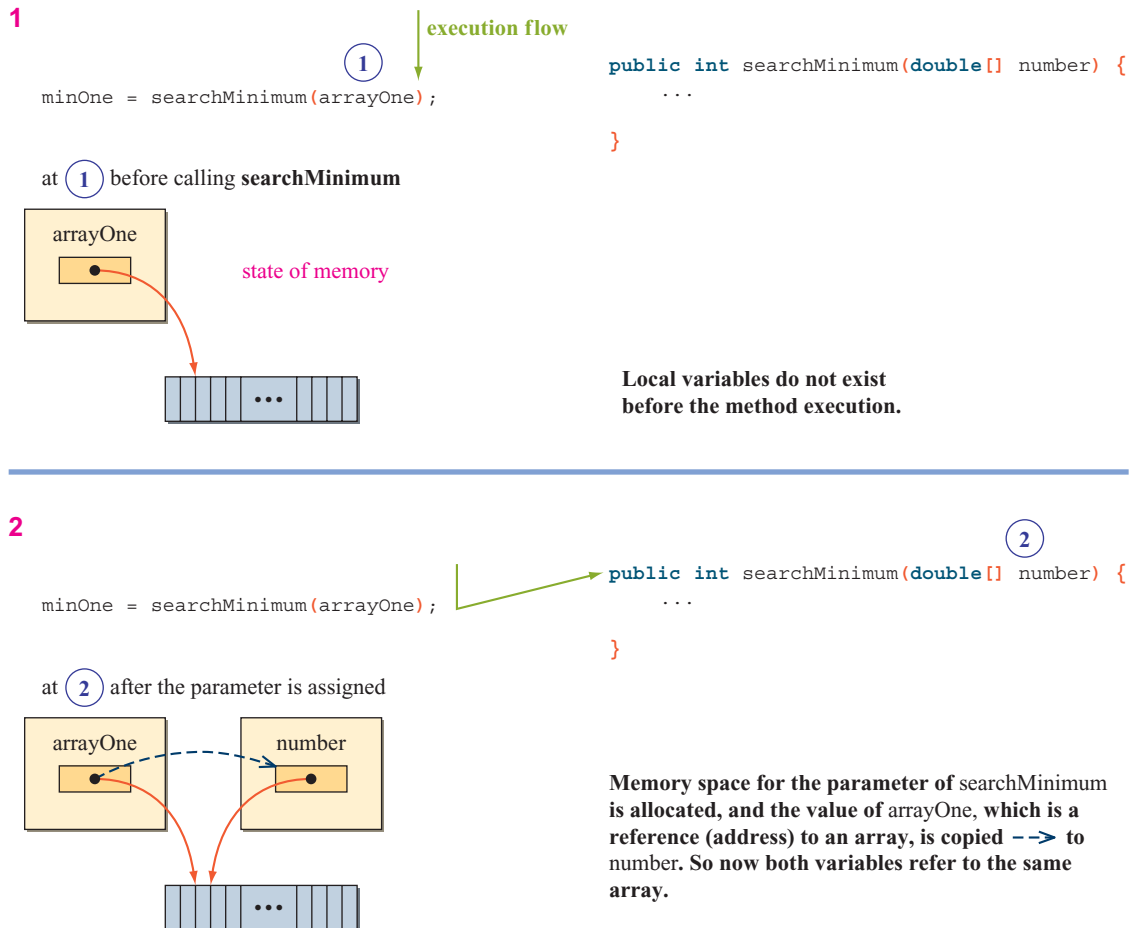 1
execution flow
1
minOne = searchMinimum(arrayOne);
public int searchMinimum(double[] number) {
...
}
at 1 before calling searchMinimum
arrayOne
state of memory
•••
Local variables do not exist
before the method execution.
2
2
minOne = searchMinimum(arrayOne);
public int searchMinimum(double[] number) {
...
}
at 2 after the parameter is assigned
arrayOne
number
•••
Memory space for the parameter of searchMinimum
is allocated, and the value of arrayOne, which is a
reference (address) to an array, is copied --> to
number. So now both variables refer to the same
array.